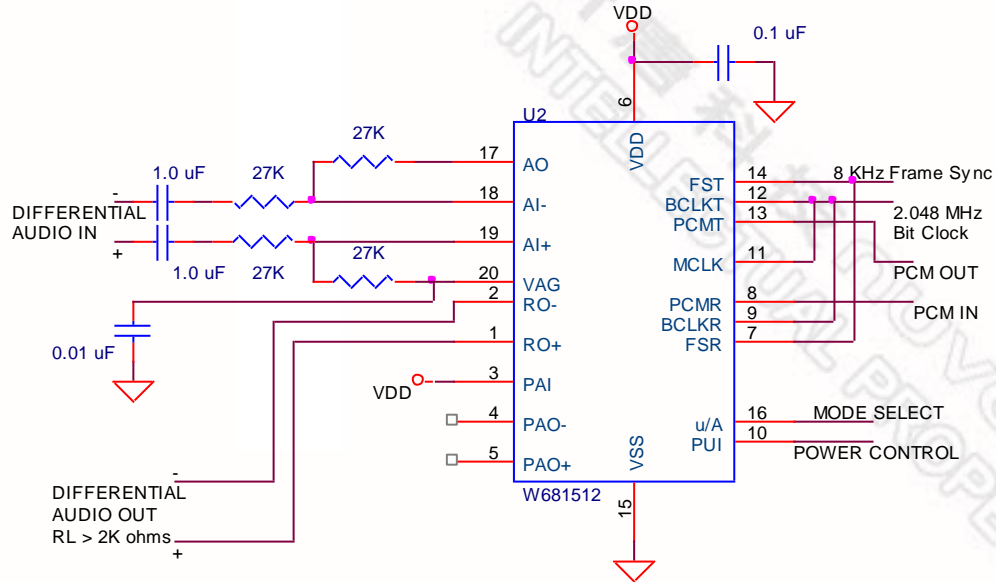 VDD
0.1 uF
6
U2
VDD
27K
17
AO
1.0 uF
27K
18
AI-
-
DIFFERENTIAL
AUDIO IN
+
19
AI+
1.0 uF
27K
27K
20
VAG
2
RO-
0.01 uF
1
RO+
VDD
3
PAI
4
PAO-
5
PAO+
FST
14
8 KHz Frame Sync
BCLKT
12
PCMT
13
2.048 MHz
Bit Clock
MCLK
11
PCM OUT
PCMR
8
PCM IN
BCLKR
9
FSR
7
u/A
16
MODE SELECT
PUI
10
POWER CONTROL
VSS
W681512
15
-
DIFFERENTIAL
AUDIO OUT
RL > 2K ohms
+
INTELLECTUAL PROPE